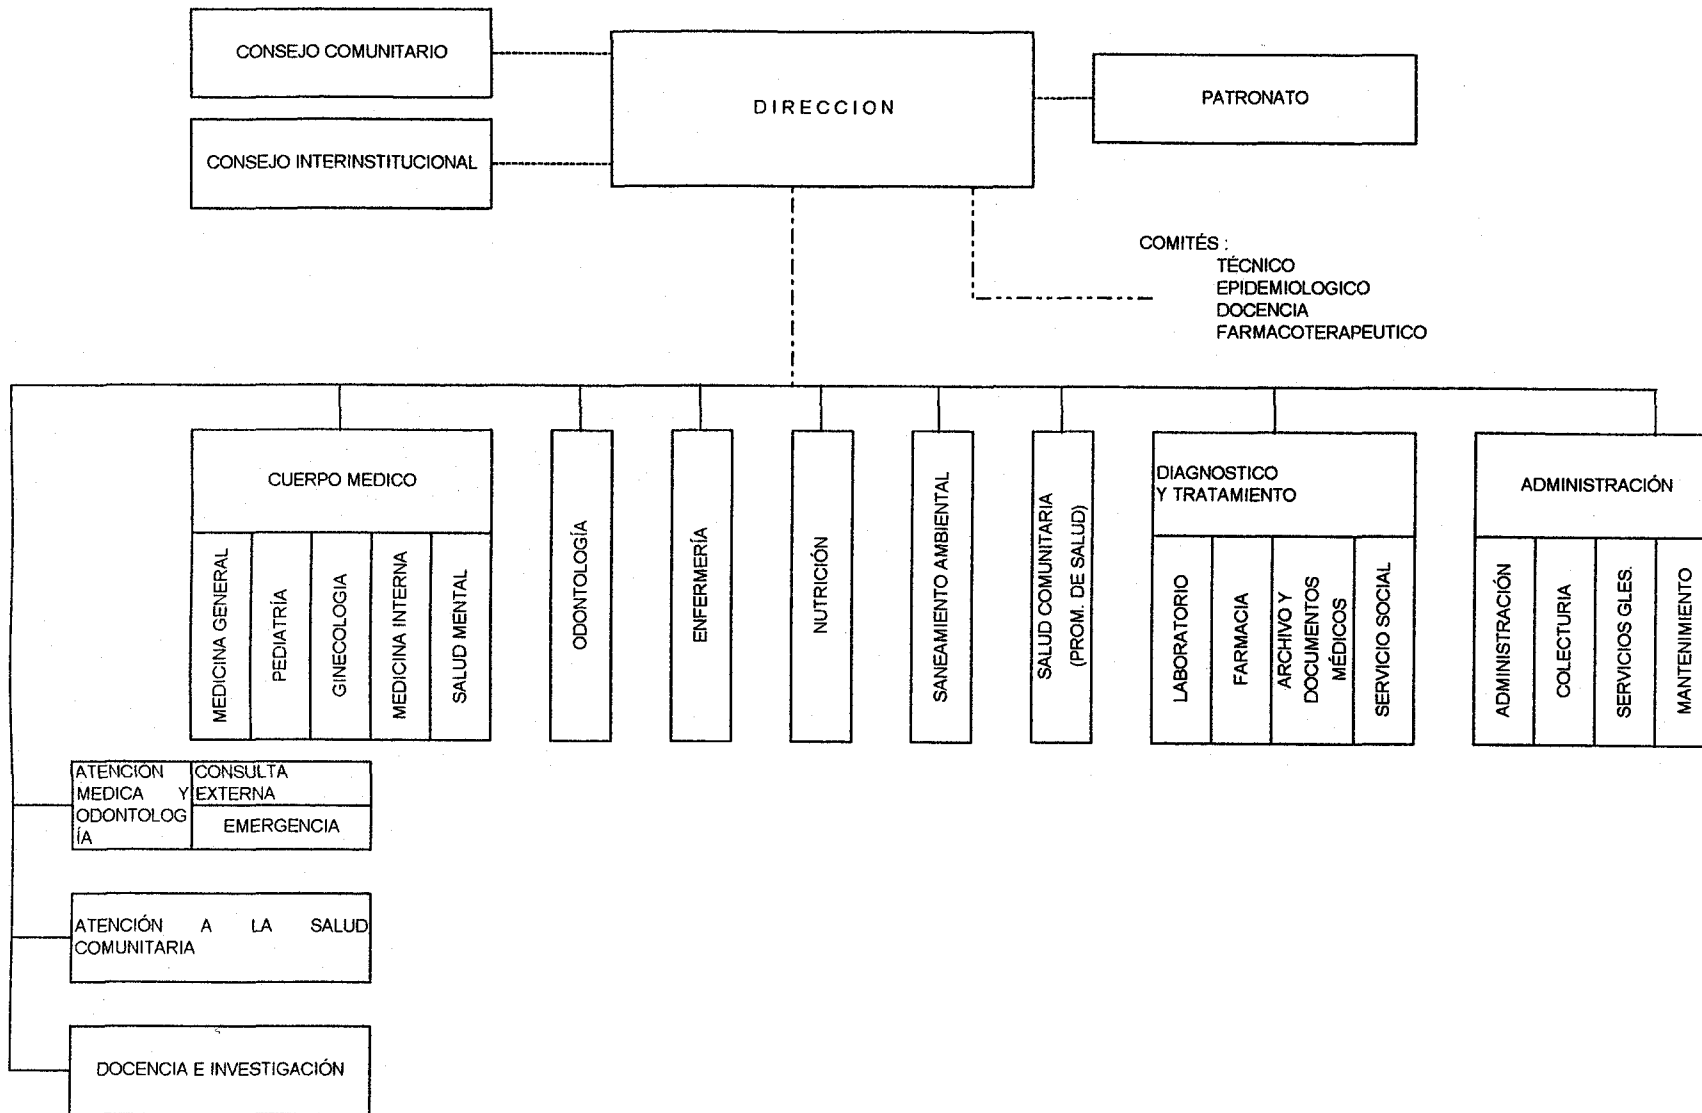 CONSEJO COMUNITARIO
DIRECCION
PATRONATO
CONSEJO INTERINSTITUCIONAL
COMITÉS :
TÉCNICO
EPIDEMIOLOGICO
DOCENCIA
FARMACOTERAPEUTICO
CUERPO MEDICO
MEDICINA GENERAL
PEDIATRÍA
GINECOLOGIA
MEDICINA INTERNA
SALUD MENTAL
ODONTOLOGÍA
ENFERMERÍA
NUTRICIÓN
SANEAMIENTO AMBIENTAL
SALUD COMUNITARIA
(PROM. DE SALUD)
DIAGNOSTICO
Y TRATAMIENTO
LABORATORIO
FARMACIA
ARCHIVO Y
DOCUMENTOS
MÉDICOS
SERVICIO SOCIAL
ADMINISTRACIÓN
ADMINISTRACIÓN
COLECTURIA
SERVICIOS GLES.
MANTENIMIENTO
ATENCIÓN
MEDICA Y
ODONTOLOG
ÍA
CONSULTA
EXTERNA
EMERGENCIA
ATENCIÓN A LA SALUD
COMUNITARIA
DOCENCIA E INVESTIGACIÓN